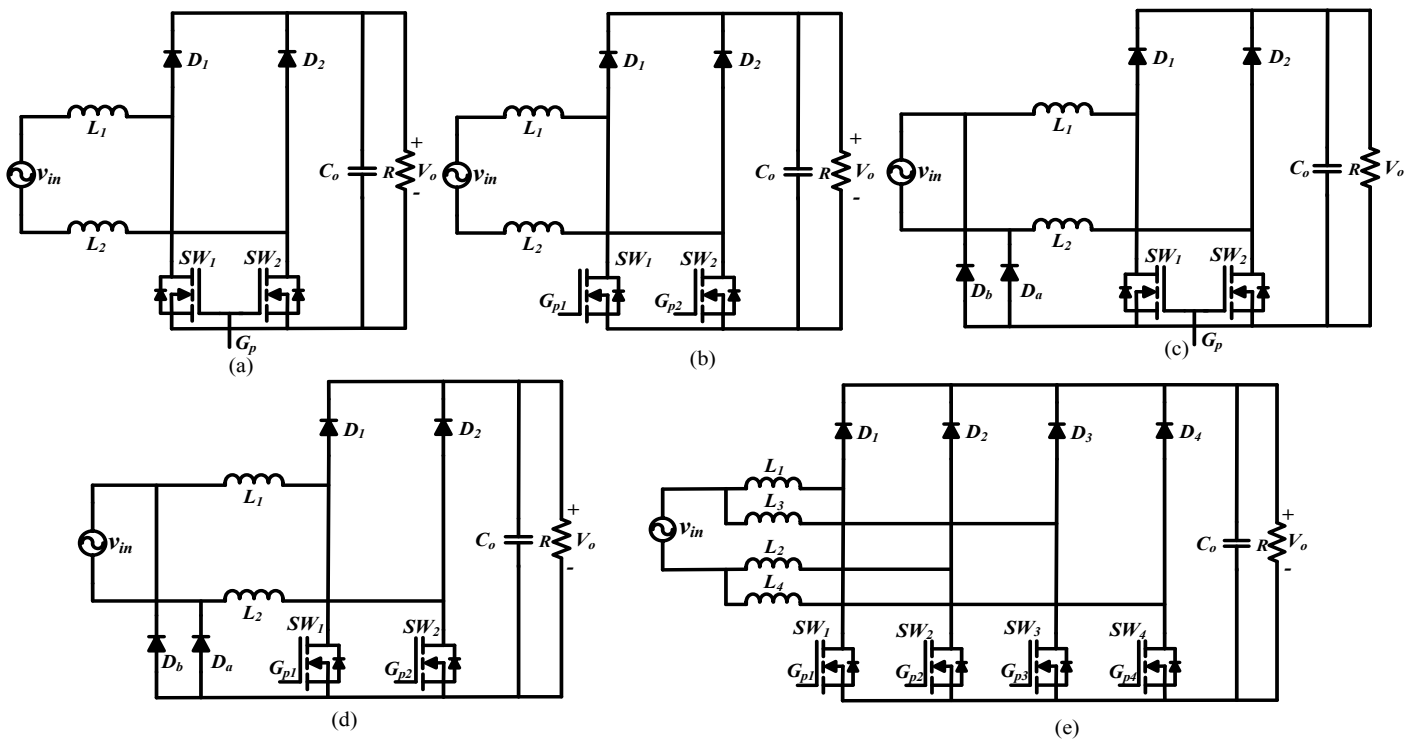 D1
D2
L1
vin
Co
R
+
Vo
-
L2
SW1
SW2
Gp
(a)
D1
D2
L1
vin
Co
R
+
Vo
-
L2
SW1
SW2
Gp1
Gp2
(b)
D1
D2
L1
vin
Co
R
Vo
L2
SW1
SW2
Db
Da
Gp
(c)
D1
D2
L1
vin
Co
R
+
Vo
-
L2
SW1
SW2
Db
Da
Gp1
Gp2
(d)
D1
D2
D3
D4
L1
L3
vin
L2
L4
Co
R
+
Vo
-
SW1
SW2
SW3
SW4
Gp1
Gp2
Gp3
Gp4
(e)